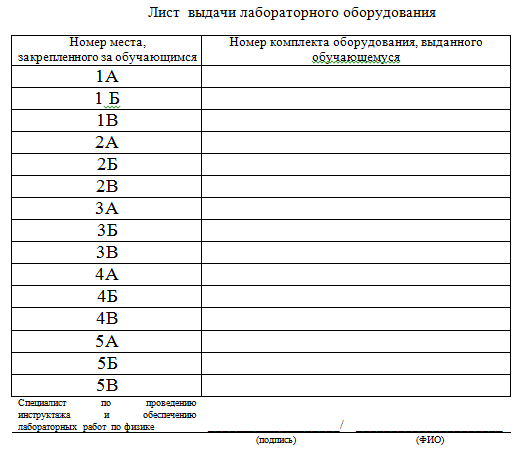 Лист выдачи лабораторного оборудования
Номер места,
закрепленного за обучающимся
Номер комплекта оборудования, выданного
обучающемуся
1А
1 Б
1В
2А
2Б
2В
3А
3Б
3В
4А
4Б
4В
5А
5Б
5В
Специалист по проведению
инструктажа и обеспечению
лабораторных работ по физике
/
(подпись) (ФИО)